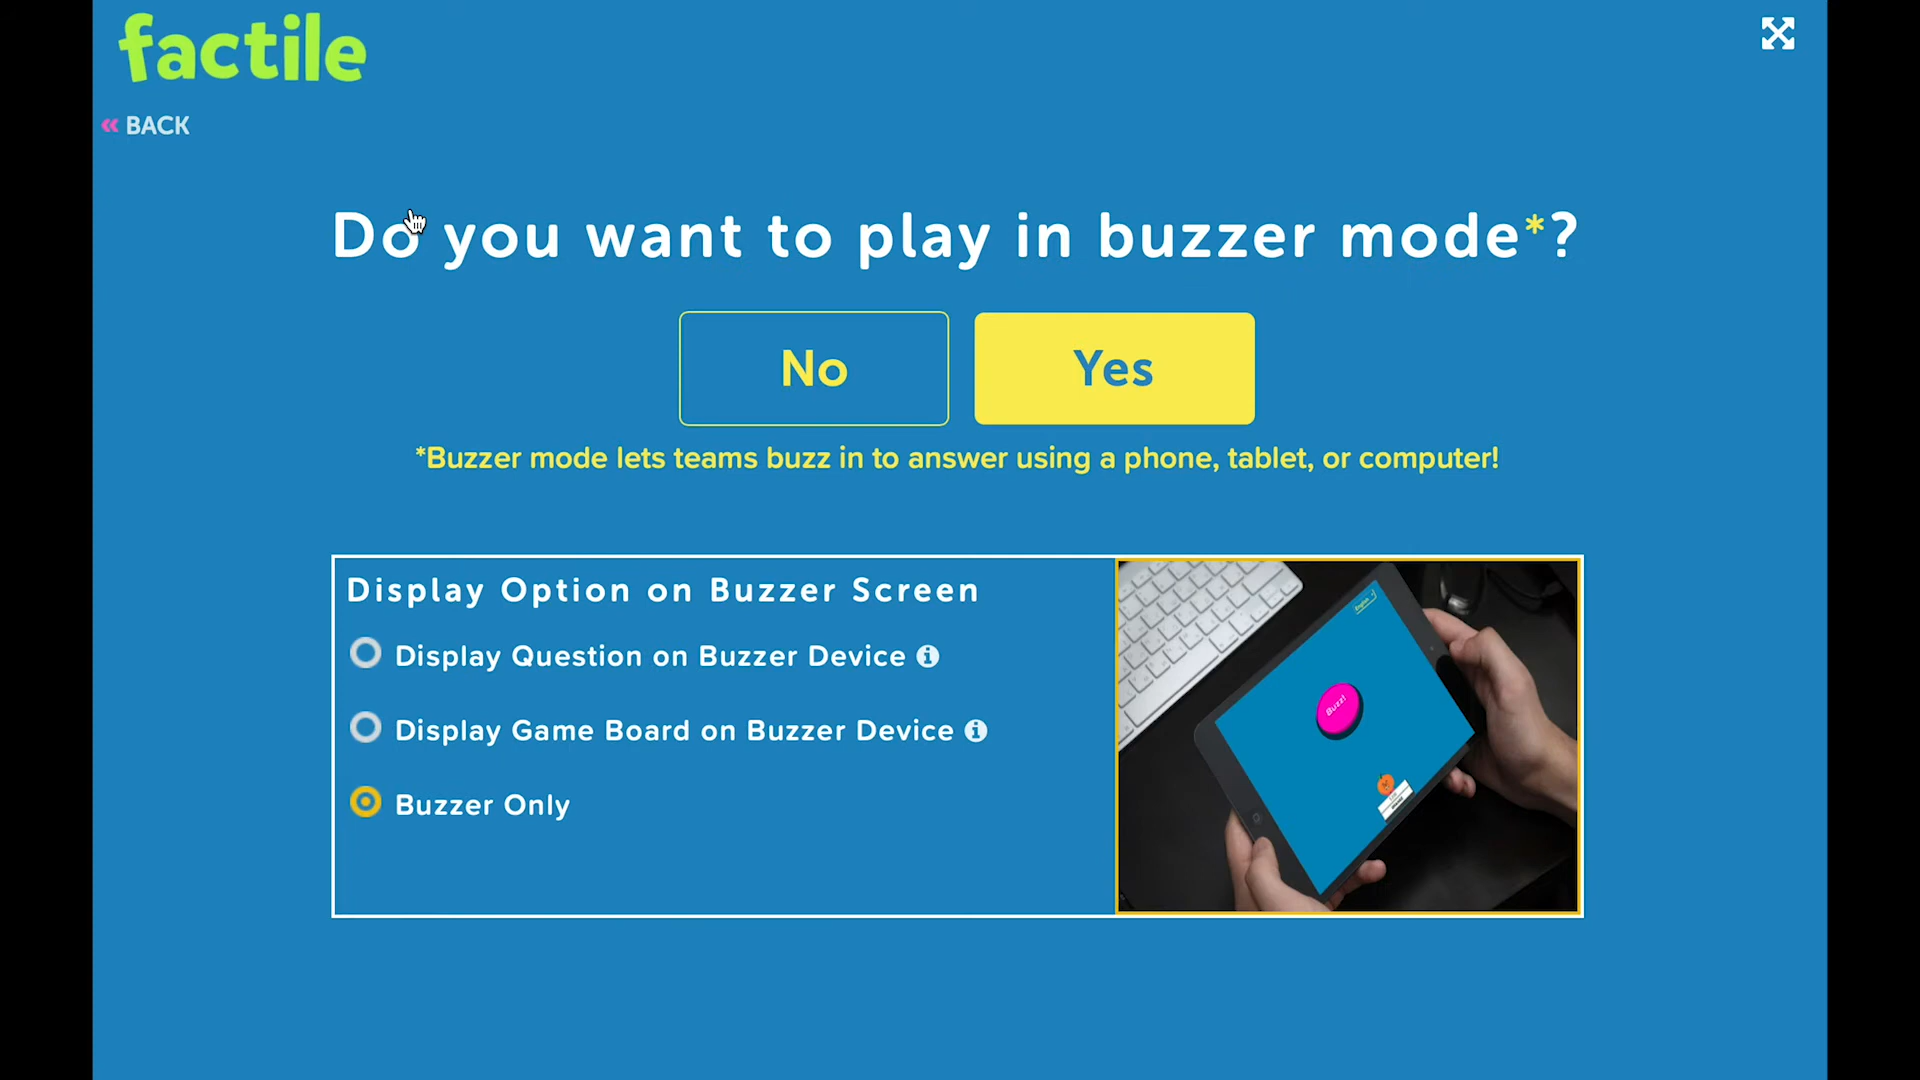 factile
« BACK
Do you want to play in buzzer mode*?
No
Yes
*Buzzer mode lets teams buzz in to answer using a phone, tablet, or computer!
Display Option on Buzzer Screen
Display Question on Buzzer Device
Display Game Board on Buzzer Device
Buzzer Only
Buzz!